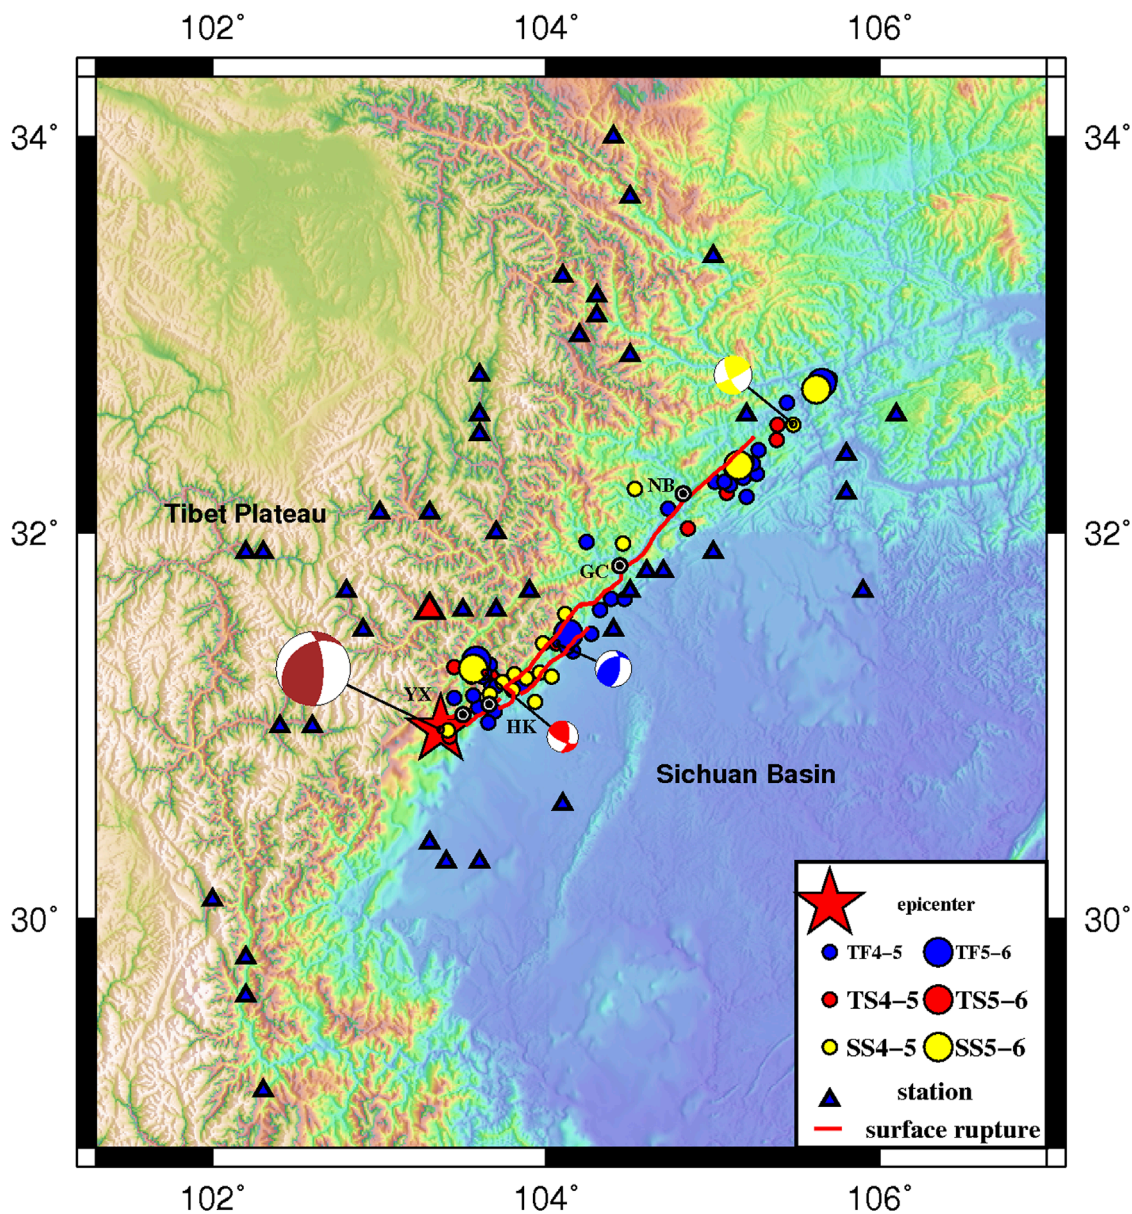 102° 104° 106°
34° 34°
NB
32° Tibet Plateau 32°
GC
YX
HK
Sichuan Basin
epicenter
30° 30°
TF4-5 TF5-6
TS4-5 TS5-6
SS4-5 SS5-6
station
surface rupture
102° 104° 106°